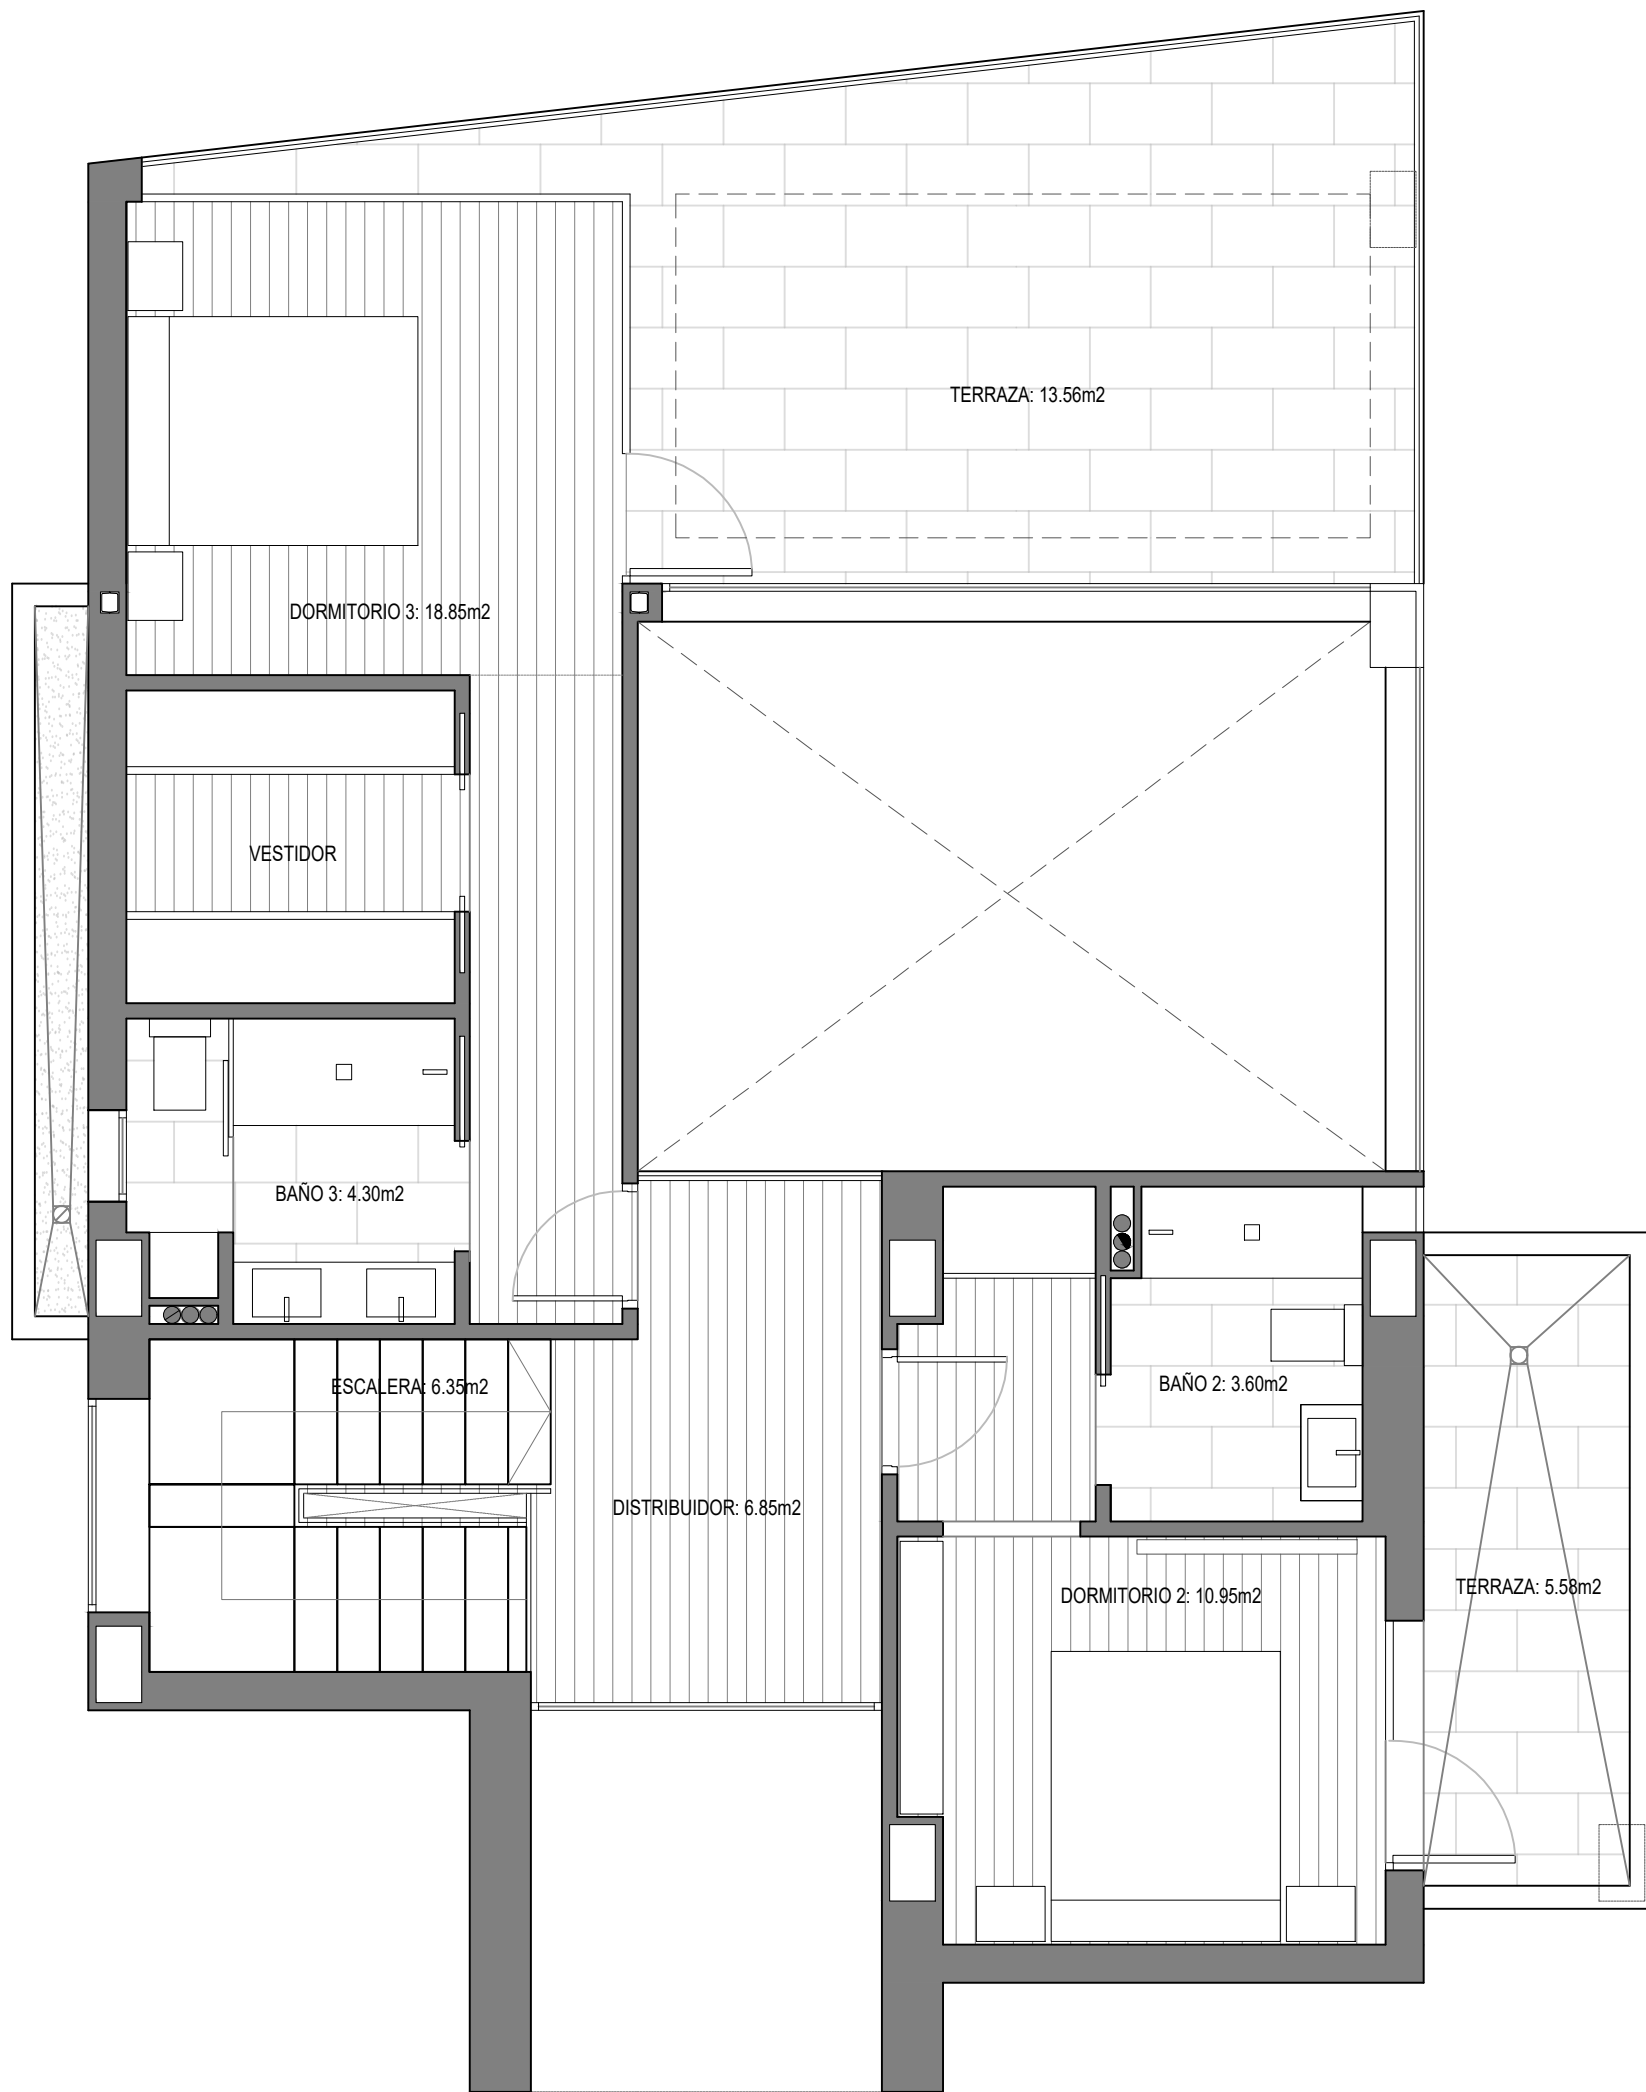 TERRAZA: 13.56m2
DORMITORIO 3: 18.85m2
VESTIDOR
BAÑO 3: 4.30m2
ESCALERA: 6.35m2
BAÑO 2: 3.60m2
DISTRIBUIDOR: 6.85m2
DORMITORIO 2: 10.95m2
TERRAZA: 5.58m2